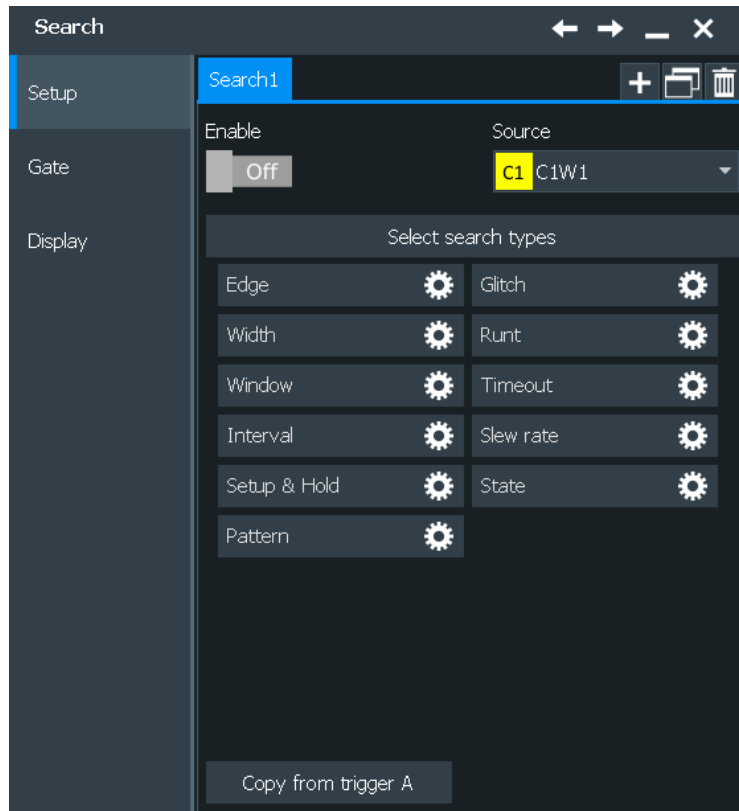 Search
Setup
Gate
Display
Search1
Enable
Off
Source
C1 C1W1
Select search types
Edge
Glitch
Width
Runt
Window
Timeout
Interval
Slew rate
Setup & Hold
State
Pattern
Copy from trigger A